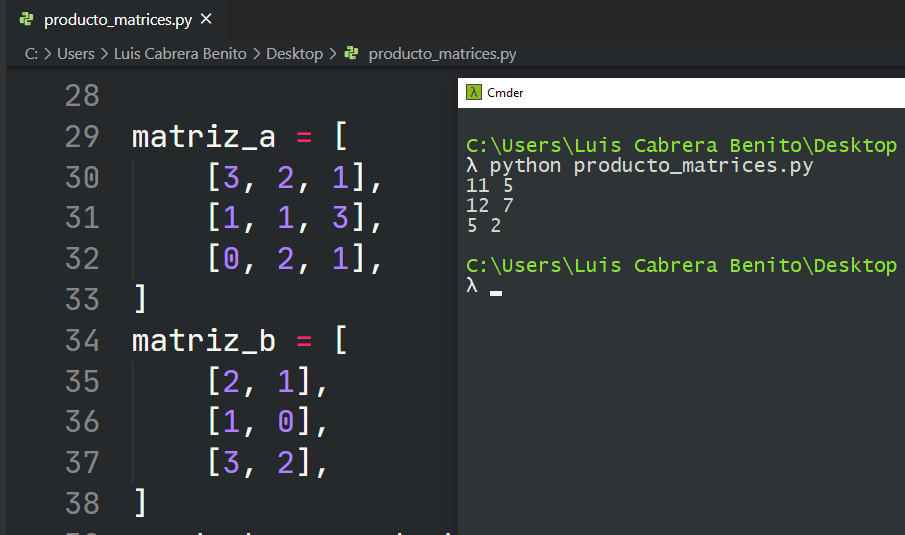 producto_matrices.py
C: > Users > Luis Cabrera Benito > Desktop > producto_matrices.py
28
29 matriz_a = [
30 [3, 2, 1],
31 [1, 1, 3],
32 [0, 2, 1],
33 ]
34 matriz_b = [
35 [2, 1],
36 [1, 0],
37 [3, 2],
38 ]
Cmder
C:\Users\Luis Cabrera Benito\Desktop
λ python producto_matrices.py
11 5
12 7
5 2
C:\Users\Luis Cabrera Benito\Desktop
λ